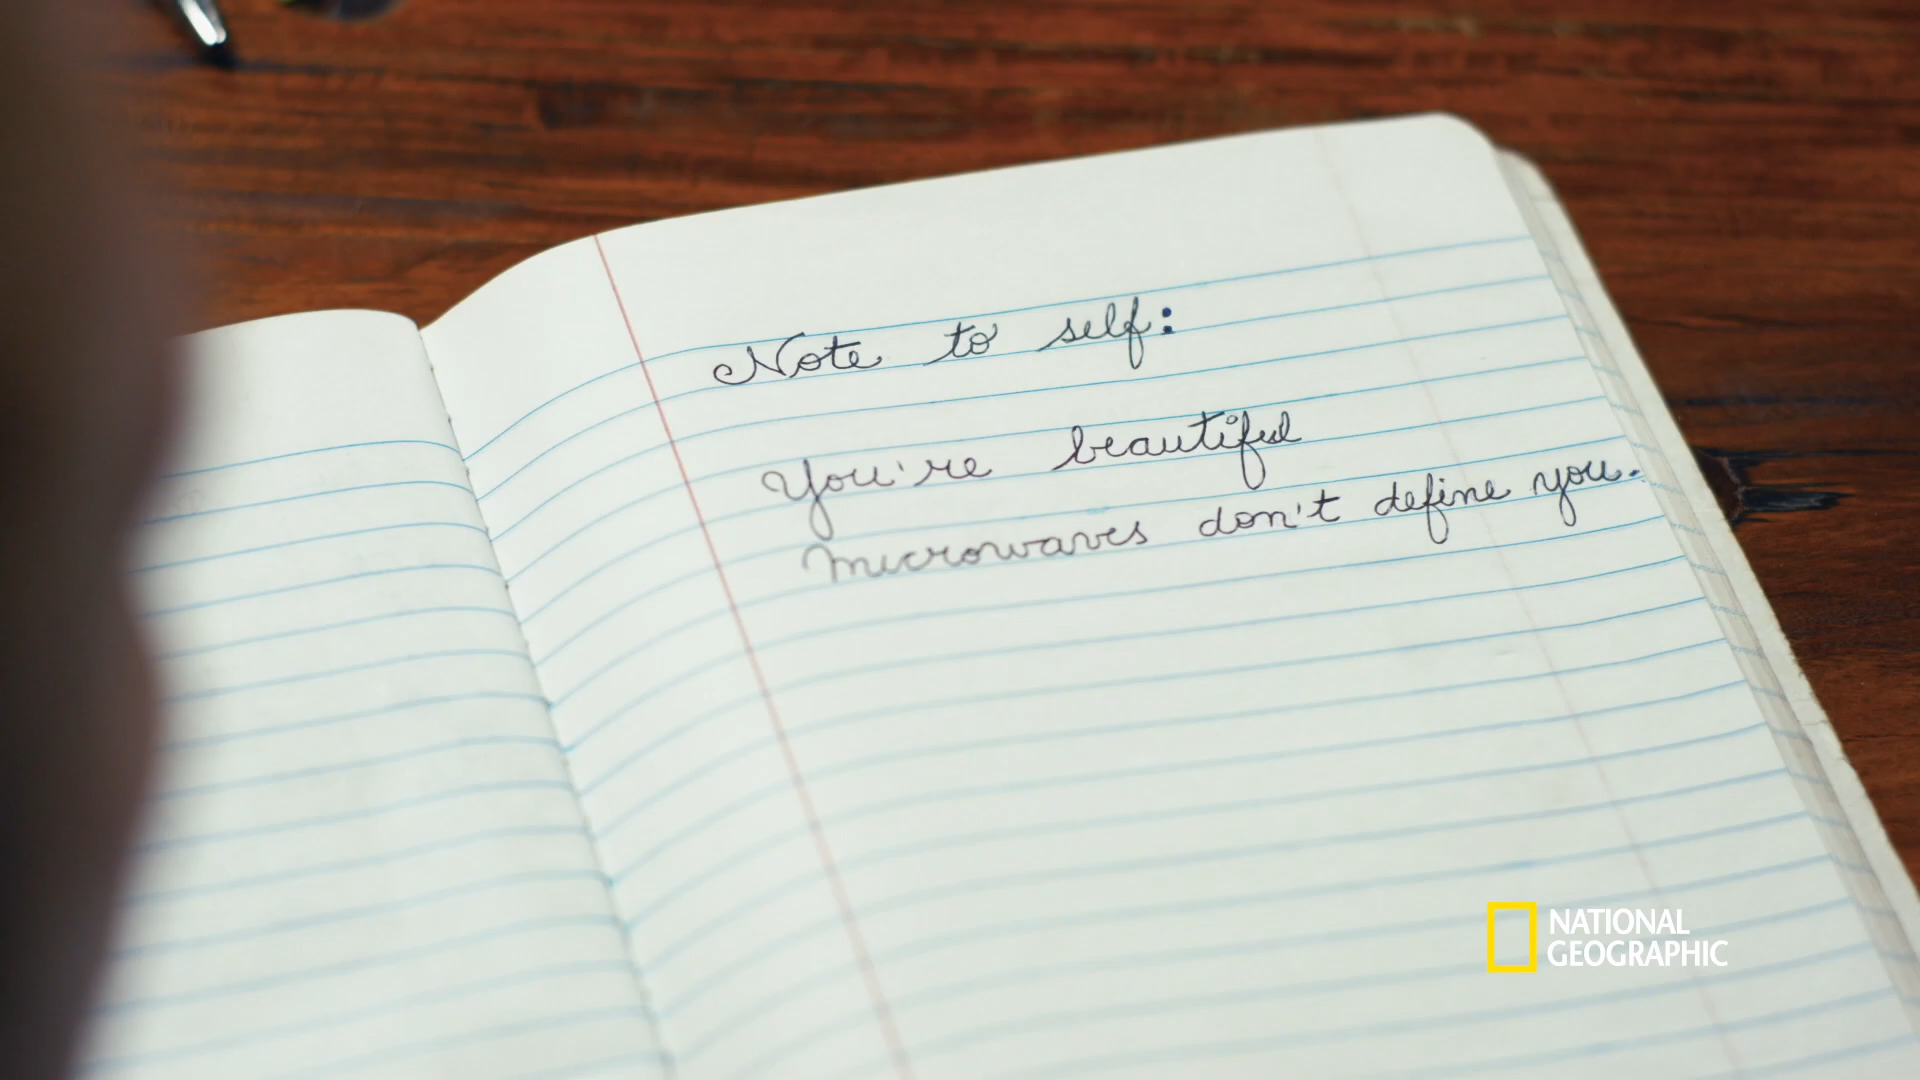 Note to self:
You're beautiful
Microwaves don't define you.
NATIONAL
GEOGRAPHIC